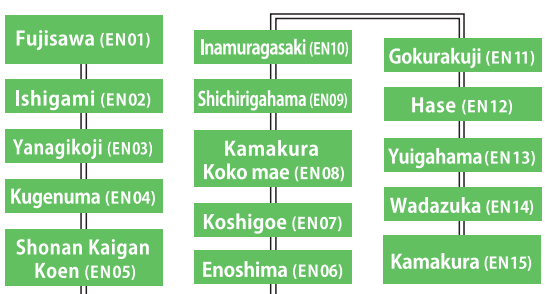 Fujisawa (EN01)
Ishigami (EN02)
Yanagikoji (EN03)
Kugenuma (EN04)
Shonan Kaigan
Koen (EN05)
Inamuragasaki (EN10)
Shichirigahama (EN09)
Kamakura
Koko mae (EN08)
Koshigoe (EN07)
Enoshima (EN06)
Gokurakuji (EN11)
Hase (EN12)
Yuigahama (EN13)
Wadazuka (EN14)
Kamakura (EN15)